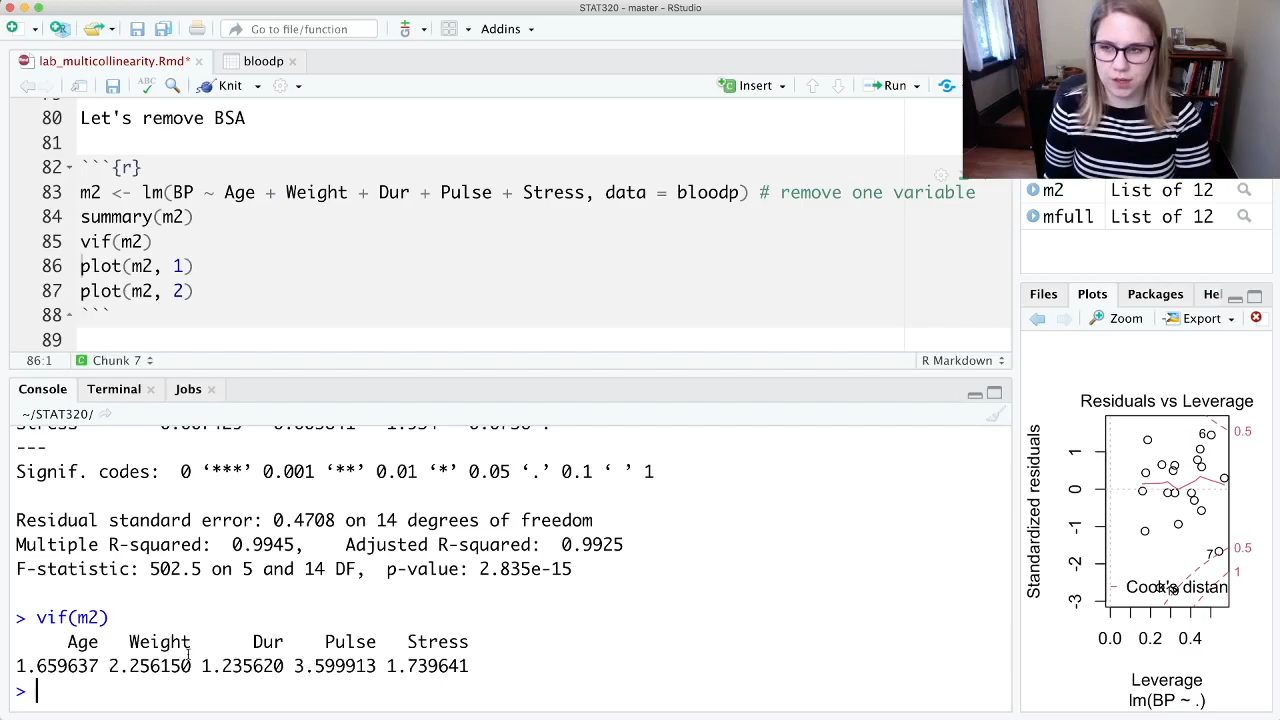 STAT320 - master - RStudio
Go to file/function
Addins
lab_multicollinearity.Rmd*
bloodp
ABC
Knit
Insert
Run
80 Let's remove BSA
81
82 ```{r}
83 m2 <- lm(BP ~ Age + Weight + Dur + Pulse + Stress, data = bloodp) # remove one variable
84 summary(m2)
85 vif(m2)
86 plot(m2, 1)
87 plot(m2, 2)
88 ```
89
86:1 Chunk 7 R Markdown
Console Terminal Jobs
~/STAT320/
---
Signif. codes: 0 ‘***’ 0.001 ‘**’ 0.01 ‘*’ 0.05 ‘.’ 0.1 ‘ ’ 1
Residual standard error: 0.4708 on 14 degrees of freedom
Multiple R-squared: 0.9945, Adjusted R-squared: 0.9925
F-statistic: 502.5 on 5 and 14 DF, p-value: 2.835e-15
> vif(m2)
Age Weight Dur Pulse Stress
1.659637 2.256150 1.235620 3.599913 1.739641
>
m2 List of 12
mfull List of 12
Files Plots Packages He
Zoom Export
Residuals vs Leverage
Standardized residuals
1
0
-1
-2
-3
6
7
0.5
0.5
1
Cook's distan
0.0 0.2 0.4
Leverage
lm(BP ~ .)